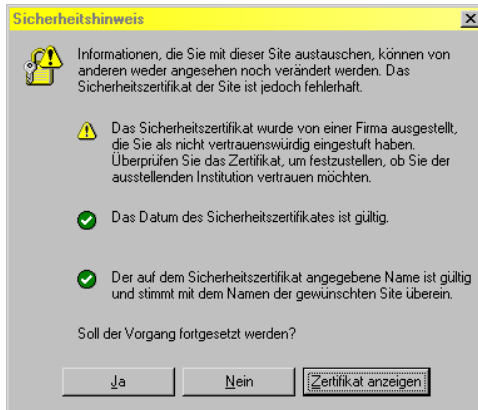 Sicherheitshinweis
Informationen, die Sie mit dieser Site austauschen, können von
anderen weder angesehen noch verändert werden. Das
Sicherheitszertifikat der Site ist jedoch fehlerhaft.
Das Sicherheitszertifikat wurde von einer Firma ausgestellt,
die Sie als nicht vertrauenswürdig eingestuft haben.
Überprüfen Sie das Zertifikat, um festzustellen, ob Sie der
ausstellenden Institution vertrauen möchten.
Das Datum des Sicherheitszertifikates ist gültig.
Der auf dem Sicherheitszertifikat angegebene Name ist gültig
und stimmt mit dem Namen der gewünschten Site überein.
Soll der Vorgang fortgesetzt werden?
Ja Nein Zertifikat anzeigen